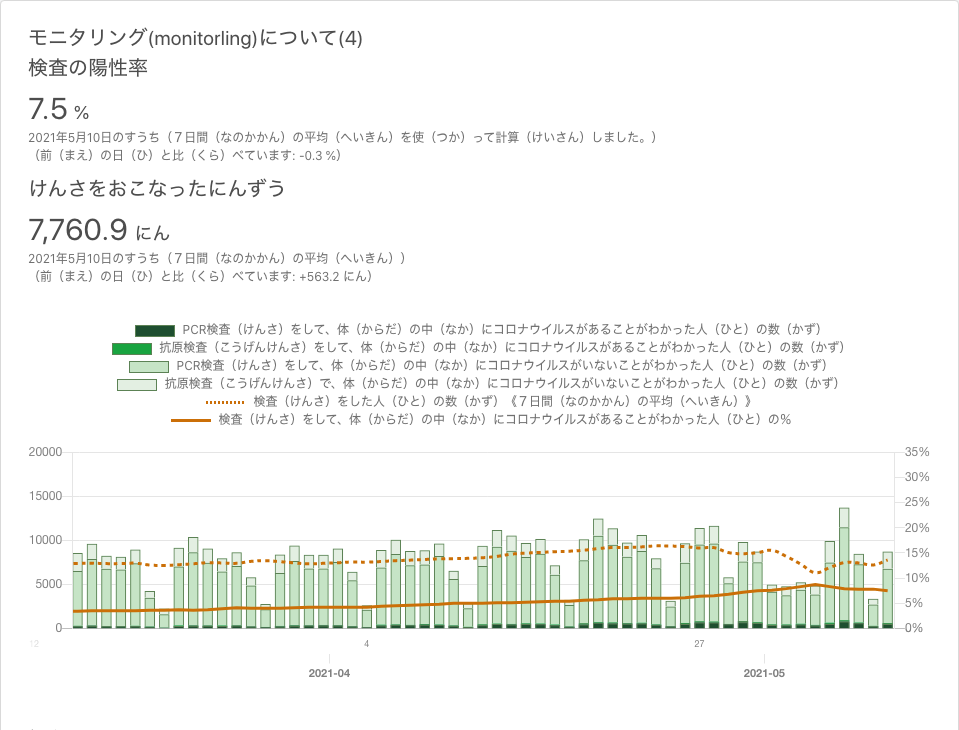 モニタリング(monitorling)について(4)
検査の陽性率
7.5 %
2021年5月10日のすうち（７日間（なのかかん）の平均（へいきん）を使（つか）って計算（けいさん）しました。）
（前（まえ）の日（ひ）と比（くら）べています: -0.3 %）
けんさをおこなったにんずう
7,760.9 にん
2021年5月10日のすうち（７日間（なのかかん）の平均（へいきん））
（前（まえ）の日（ひ）と比（くら）べています: +563.2 にん）
PCR検査（けんさ）をして、体（からだ）の中（なか）にコロナウイルスがあることがわかった人（ひと）の数（かず）
抗原検査（こうげんけんさ）をして、体（からだ）の中（なか）にコロナウイルスがあることがわかった人（ひと）の数（かず）
PCR検査（けんさ）をして、体（からだ）の中（なか）にコロナウイルスがいないことがわかった人（ひと）の数（かず）
抗原検査（こうげんけんさ）で、体（からだ）の中（なか）にコロナウイルスがいないことがわかった人（ひと）の数（かず）
検査（けんさ）をした人（ひと）の数（かず）《７日間（なのかかん）の平均（へいきん）》
検査（けんさ）をして、体（からだ）の中（なか）にコロナウイルスがあることがわかった人（ひと）の%
20000
15000
10000
5000
0
35%
30%
25%
20%
15%
10%
5%
0%
12
4
27
2021-04
2021-05